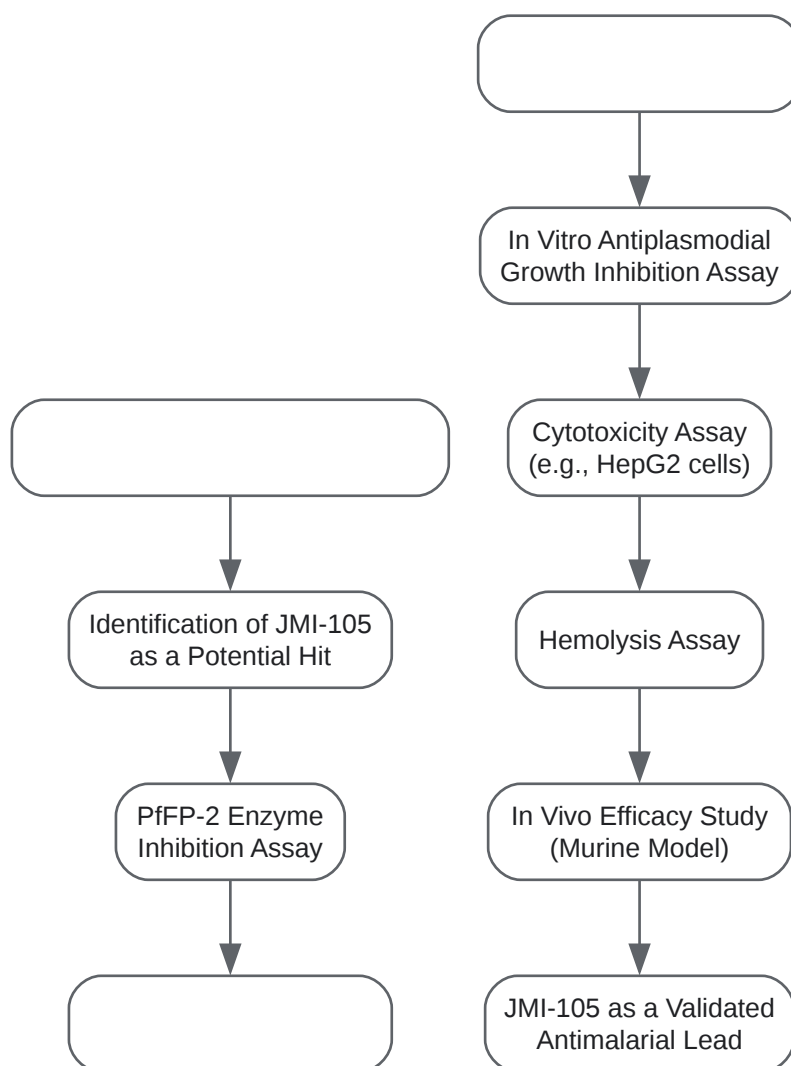 Identification of JMI-105
as a Potential Hit
PfFP-2 Enzyme
Inhibition Assay
In Vitro Antiplasmodial
Growth Inhibition Assay
Cytotoxicity Assay
(e.g., HepG2 cells)
Hemolysis Assay
In Vivo Efficacy Study
(Murine Model)
JMI-105 as a Validated
Antimalarial Lead